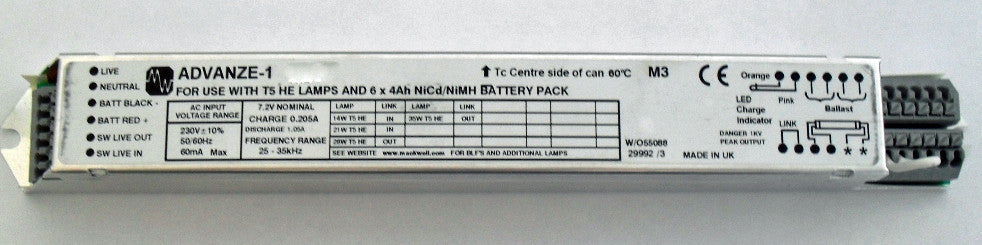 LIVE
NEUTRAL
BATT BLACK -
BATT RED +
SW LIVE OUT
SW LIVE IN
MW
ADVANZE-1
Tc Centre side of can 60°C
M3
CE
FOR USE WITH T5 HE LAMPS AND 6 x 4Ah NiCd/NiMH BATTERY PACK
AC INPUT
VOLTAGE RANGE
230V±10%
50/60Hz
60mA Max
7.2V NOMINAL
CHARGE 0.205A
DISCHARGE 1.05A
FREQUENCY RANGE
25 - 35kHz
LAMP LINK LAMP LINK
14W T5 HE IN 35W T5 HE OUT
21W T5 HE IN
28W T5 HE OUT
SEE WEBSITE www.mackwell.com FOR BLF'S AND ADDITIONAL LAMPS
W/O55088
29992 /3
MADE IN UK
Orange
LED
Charge
Indicator
Pink
Ballast
DANGER 1KV
PEAK OUTPUT
LINK
* *